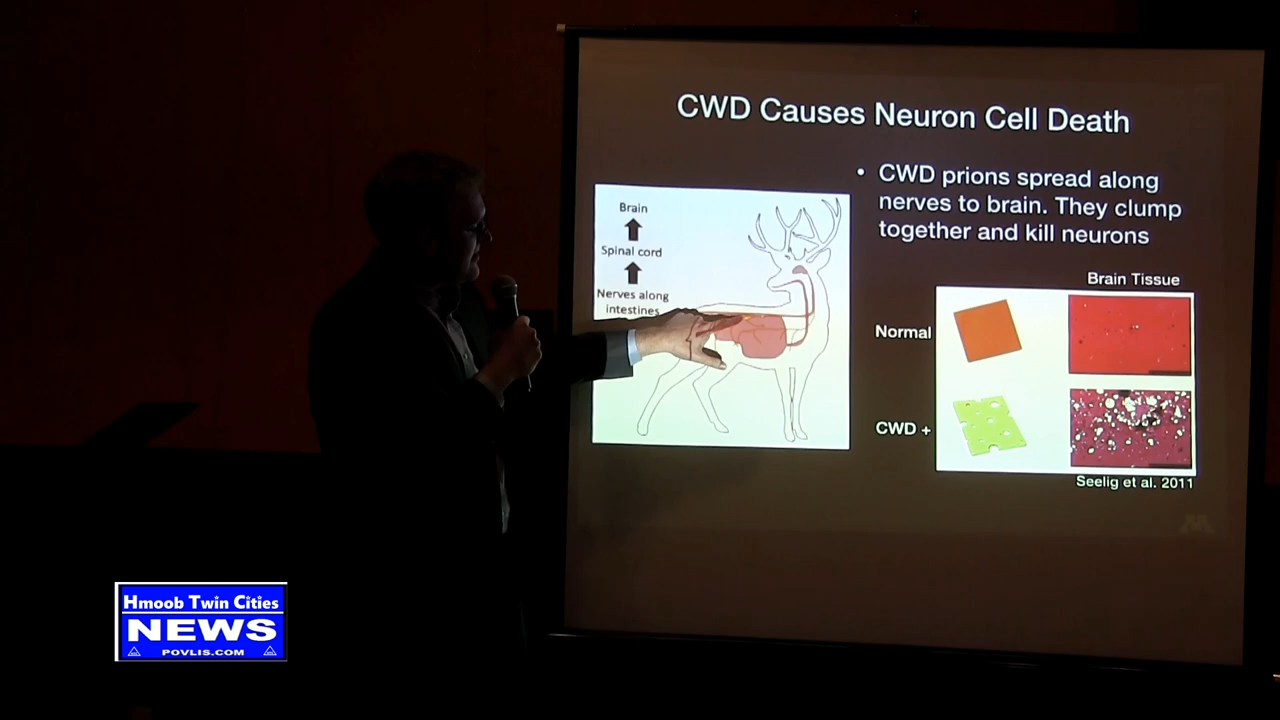 CWD Causes Neuron Cell Death
• CWD prions spread along
nerves to brain. They clump
together and kill neurons
Brain
Spinal cord
Nerves along
intestines
Brain Tissue
Normal
CWD +
Seelig et al. 2011
M
Hmoob Twin Cities
NEWS
POVLIS.COM